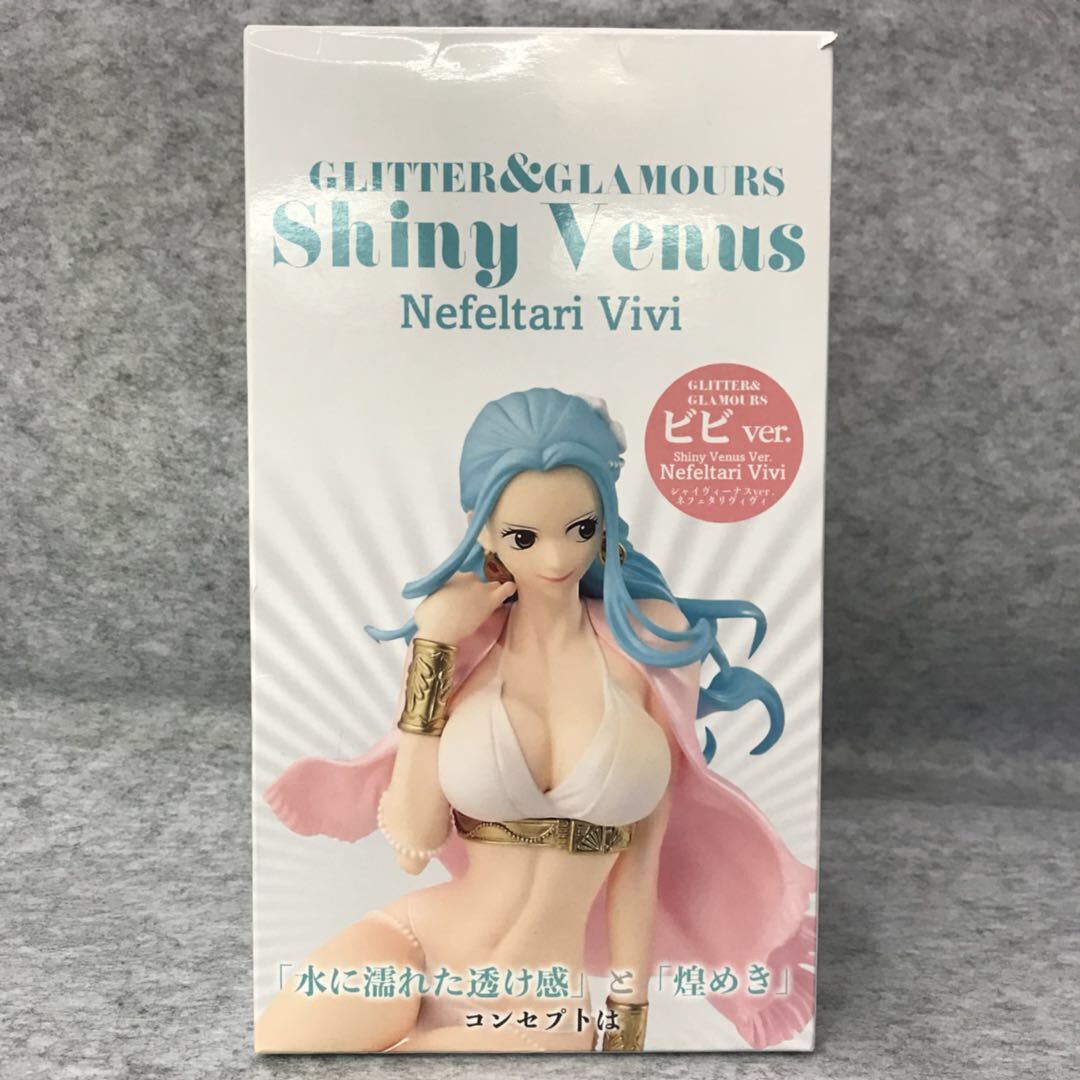 GLITTER&GLAMOURS
Shiny Venus
Nefeltari Vivi
GLITTER&
GLAMOURS
ビビ ver.
Shiny Venus Ver.
Nefeltari Vivi
シャイヴィーナスver.
ネフェタリヴィヴィ
「水に濡れた透け感」と「煌めき」
コンセプトは